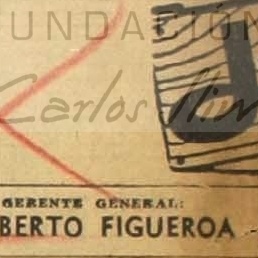 FUNDACIÓN
Carlos
GERENTE GENERAL:
BERTO FIGUEROA